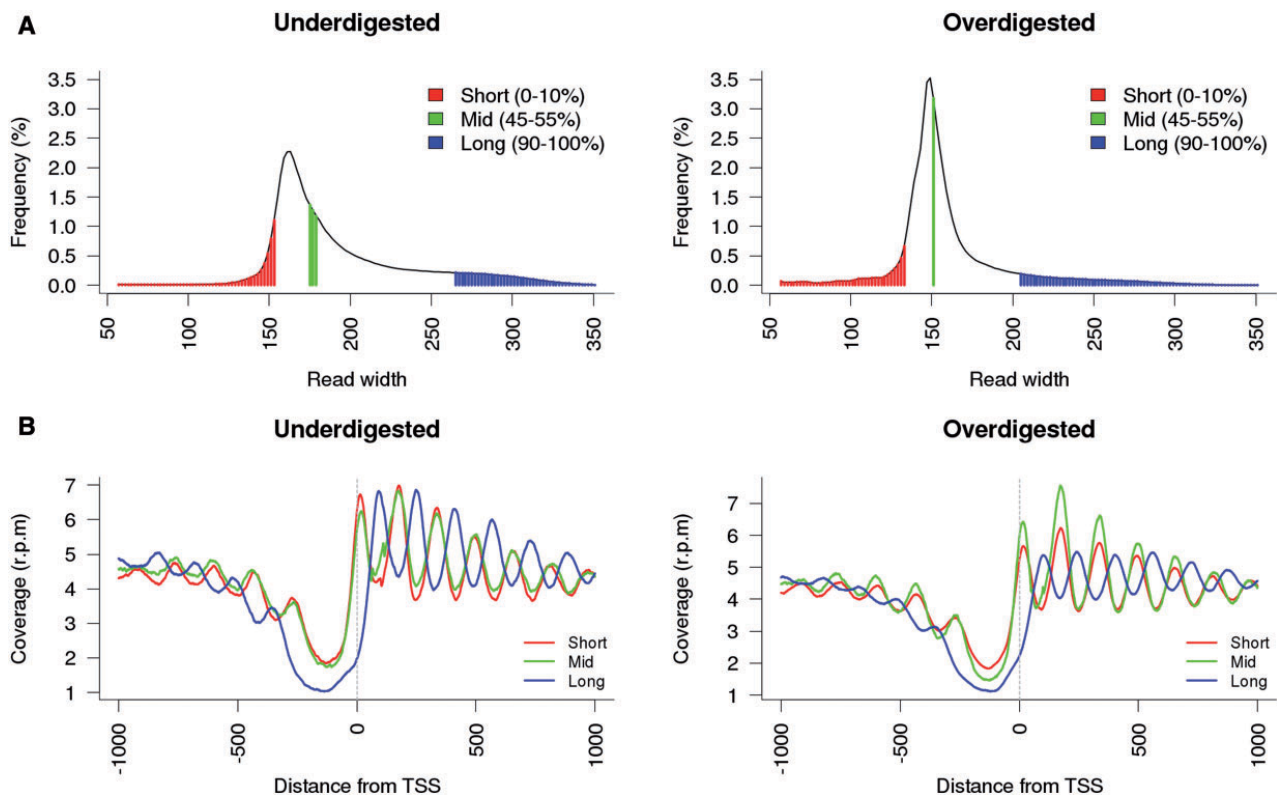 A
Underdigested
Frequency (%)
3.5
3.0
2.5
2.0
1.5
1.0
0.5
0.0
Short (0-10%)
Mid (45-55%)
Long (90-100%)
50
100
150
200
250
300
350
Read width
Overdigested
Frequency (%)
3.5
3.0
2.5
2.0
1.5
1.0
0.5
0.0
Short (0-10%)
Mid (45-55%)
Long (90-100%)
50
100
150
200
250
300
350
Read width
B
Underdigested
Coverage (r.p.m)
7
6
5
4
3
2
1
Short
Mid
Long
-1000
-500
0
500
1000
Distance from TSS
Overdigested
Coverage (r.p.m)
7
6
5
4
3
2
1
Short
Mid
Long
-1000
-500
0
500
1000
Distance from TSS